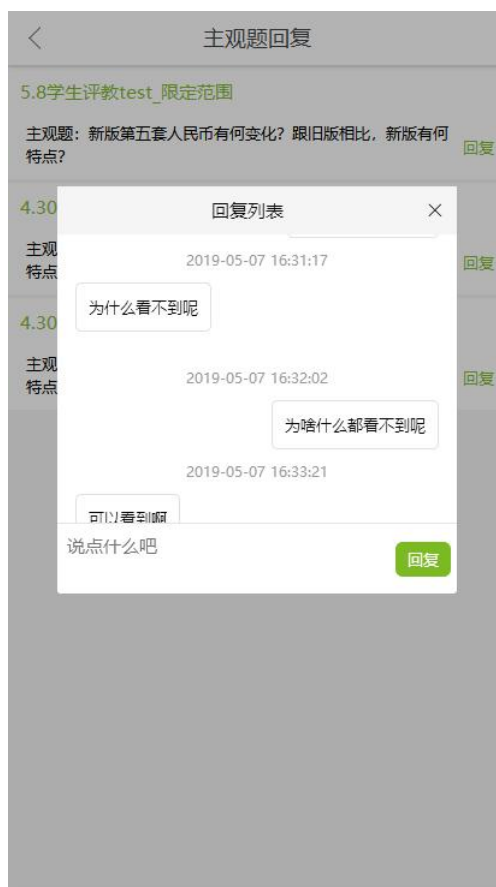 主观题回复
5.8学生评教test_限定范围
主观题：新版第五套人民币有何变化？跟旧版相比，新版有何
特点？
回复
4.30
主观
特点
回复
4.30
主观
特点
回复
回复列表
2019-05-07 16:31:17
为什么看不到呢
2019-05-07 16:32:02
为啥什么都看不到呢
2019-05-07 16:33:21
可以看到啊
说点什么吧
回复